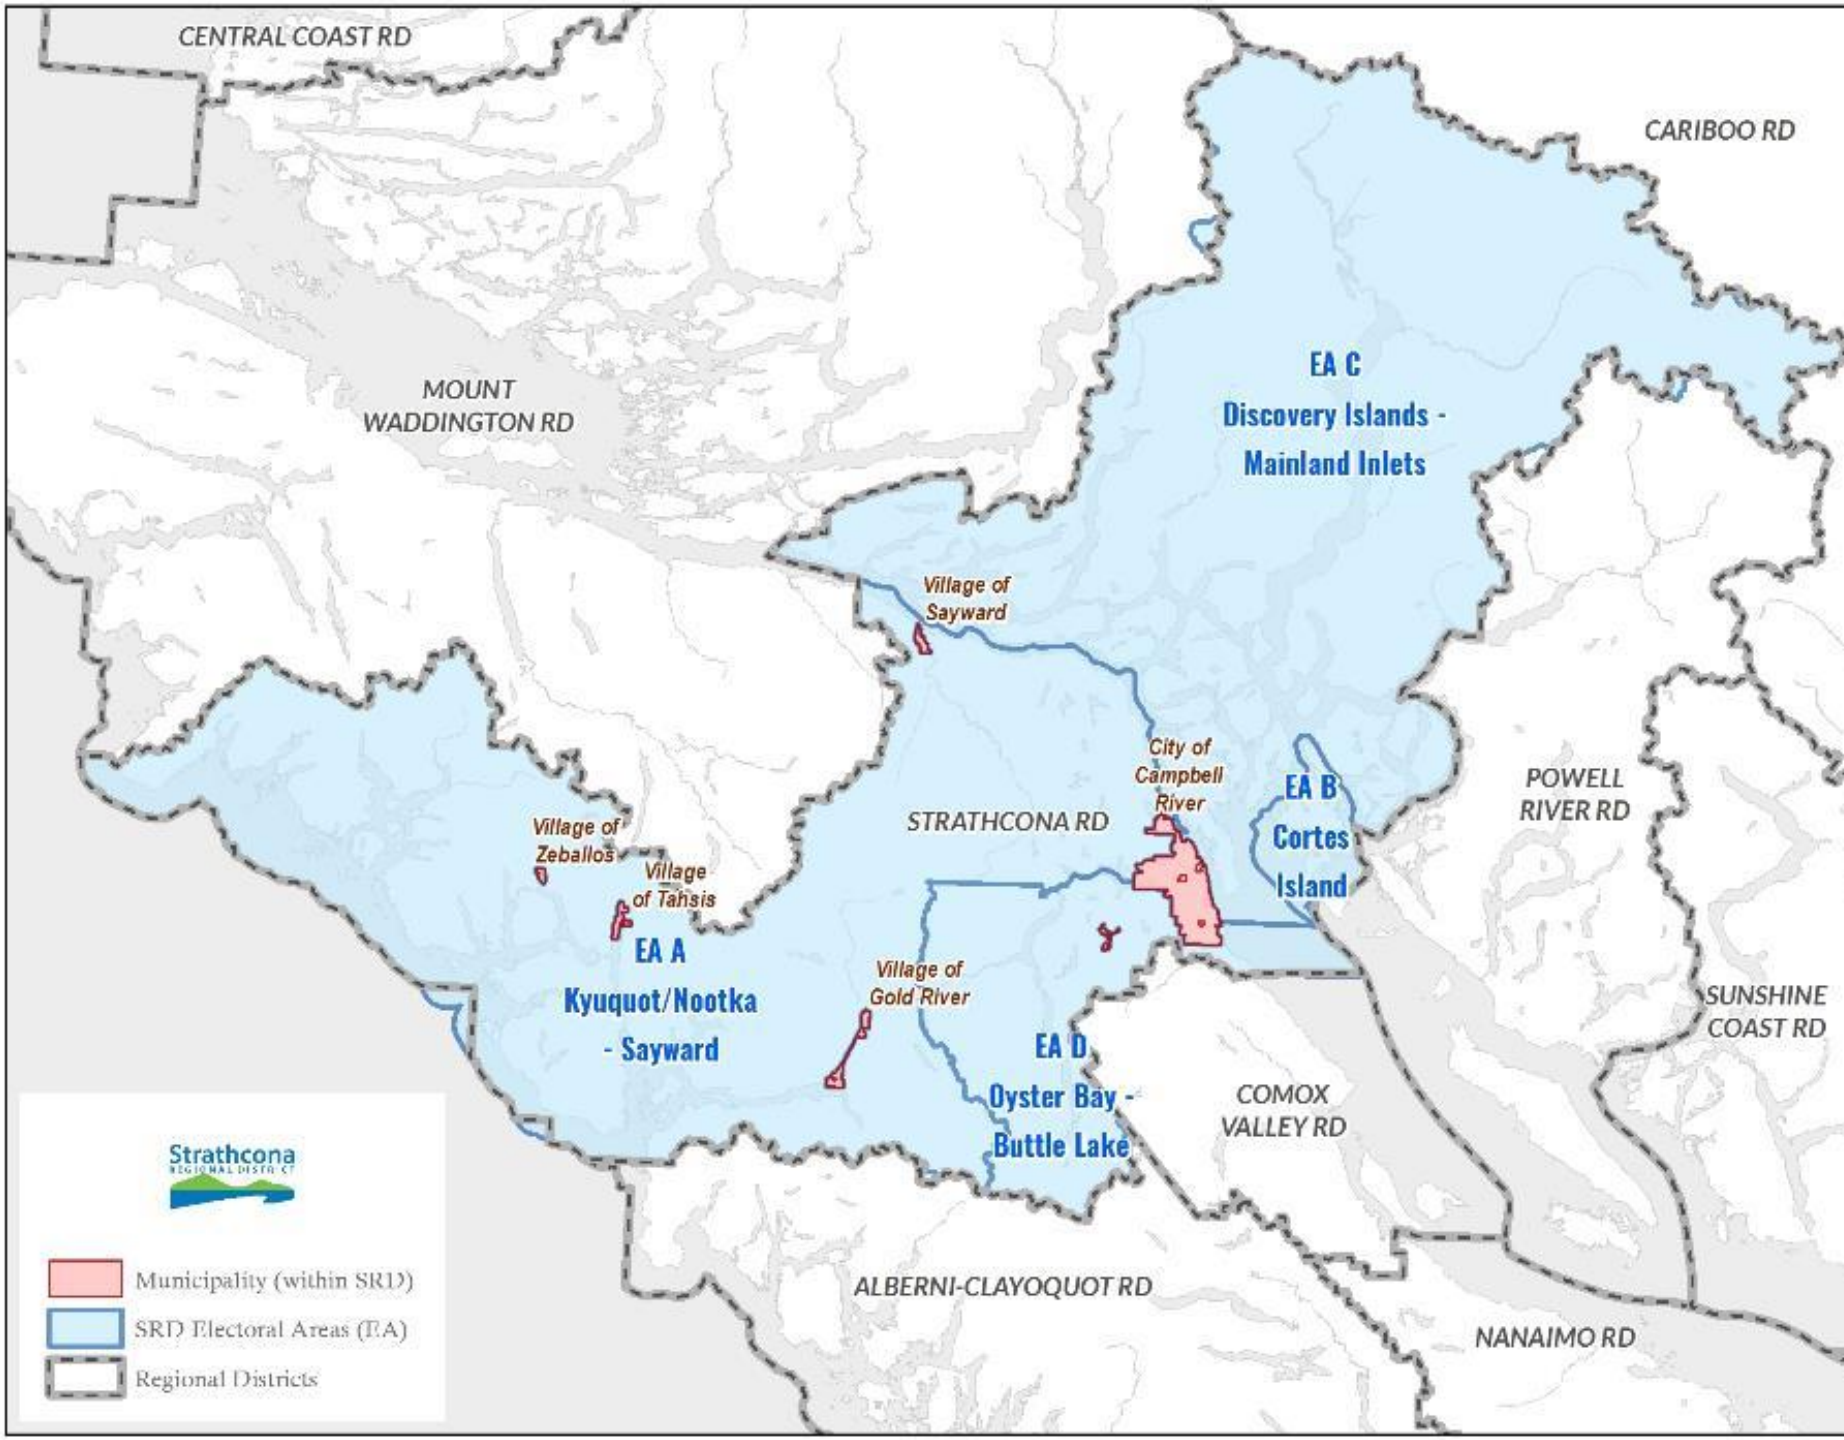 CENTRAL COAST RD
CARIBOO RD
MOUNT
WADDINGTON RD
EA C
Discovery Islands -
Mainland Inlets
Village of
Sayward
City of
Campbell
River
EA B
Cortes
Island
POWELL
RIVER RD
STRATHCONA RD
Village of
Zeballos
Village
of Tahsis
EA A
Kyuquot/Nootka
- Sayward
Village of
Gold River
EA D
Oyster Bay -
Buttle Lake
SUNSHINE
COAST RD
COMOX
VALLEY RD
ALBERNI-CLAYOQUOT RD
NANAIMO RD
Strathcona
REGIONAL DISTRICT
Municipality (within SRD)
SRD Electoral Areas (EA)
Regional Districts